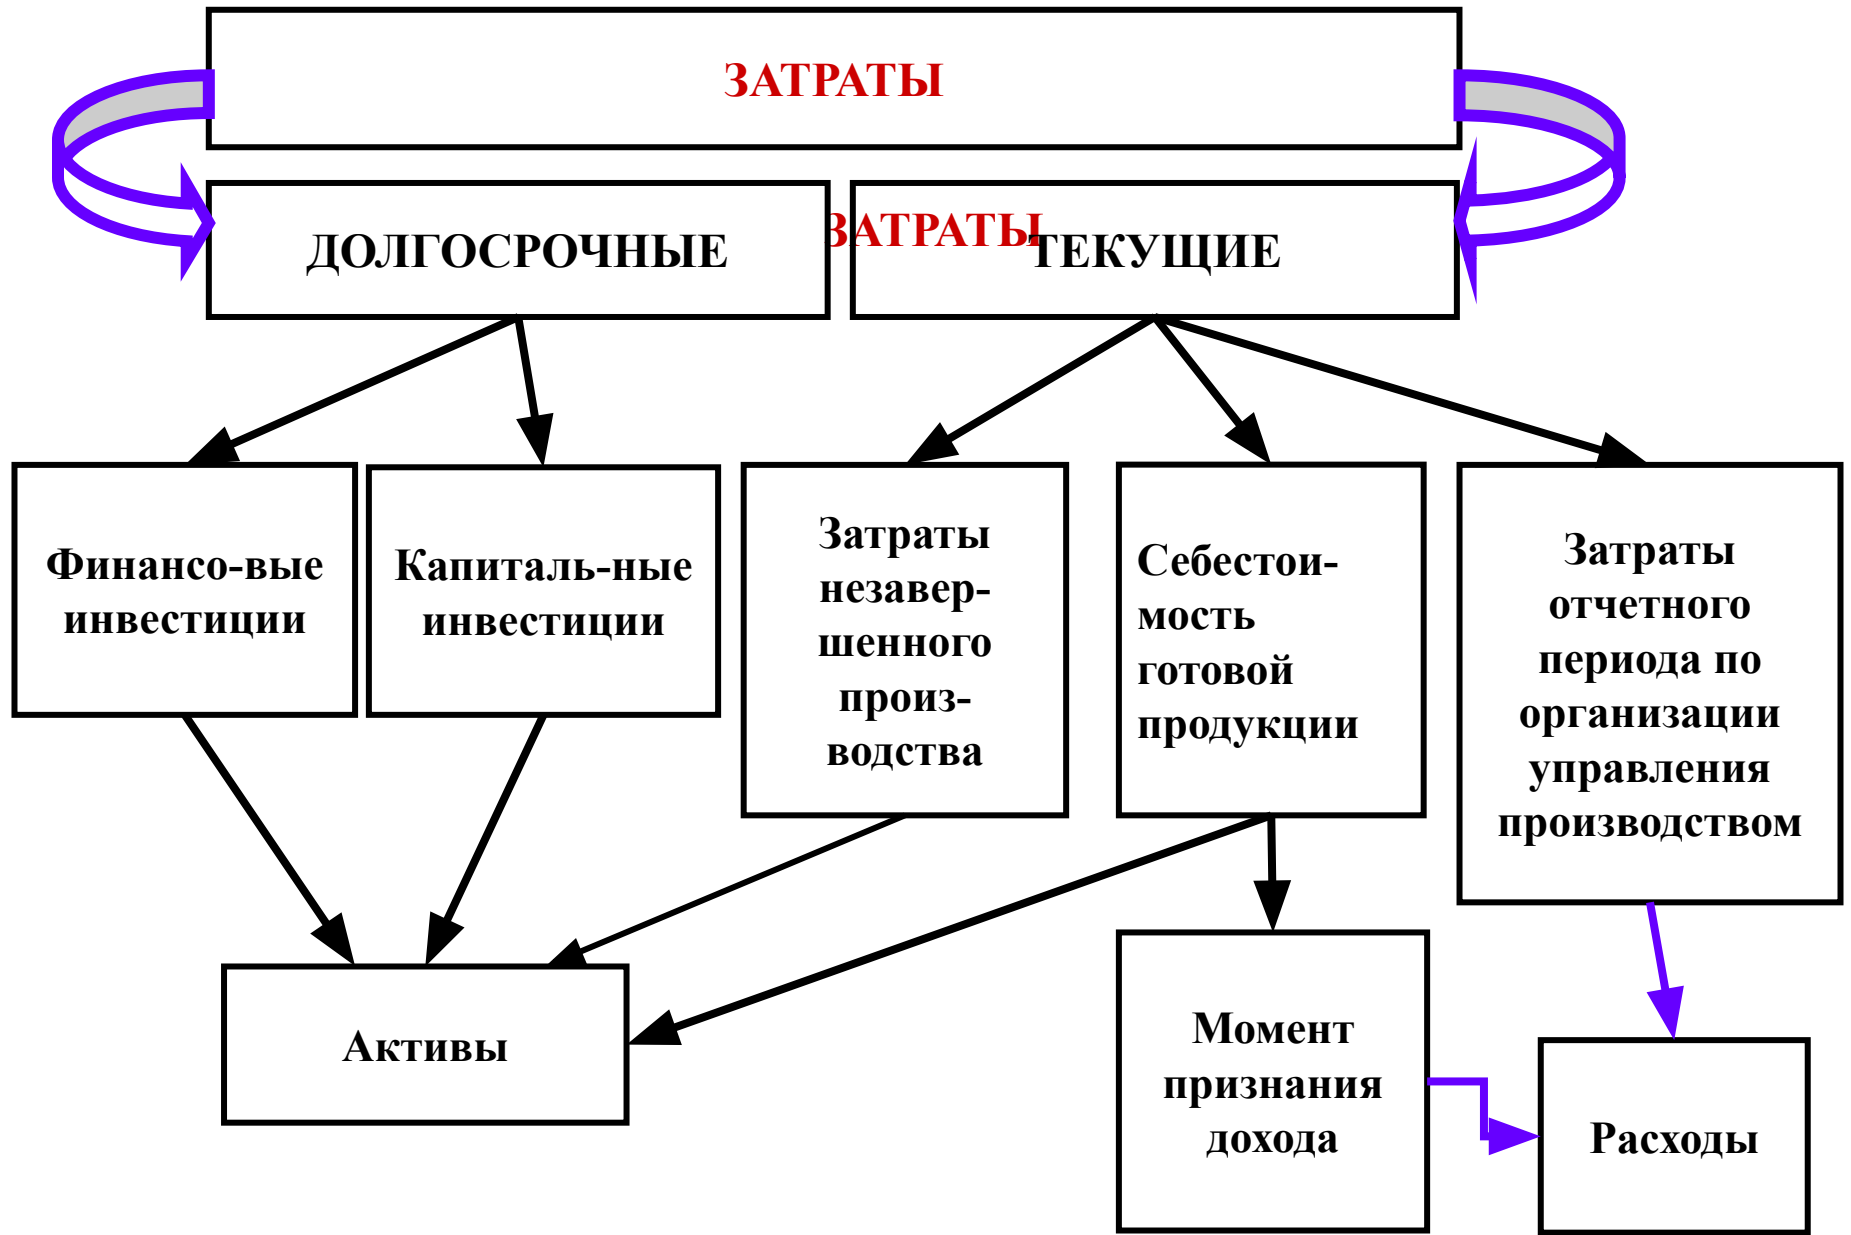 ЗАТРАТЫ
ДОЛГОСРОЧНЫЕ
ЗАТРАТЫ
ТЕКУЩИЕ
Финансо-вые
инвестиции
Капиталь-ные
инвестиции
Затраты
незавер-
шенного
произ-
водства
Себестои-
мость
готовой
продукции
Затраты
отчетного
периода по
организации
управления
производством
Активы
Момент
признания
дохода
Расходы